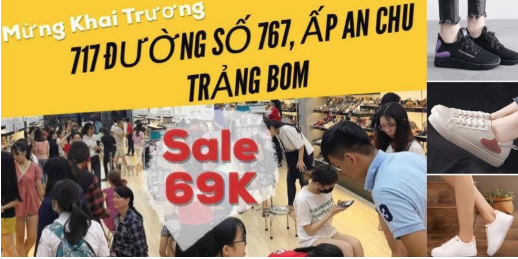 Mừng Khai Trương
717 ĐƯỜNG SỐ 767, ẤP AN CHU
TRẢNG BOM
Sale
69K